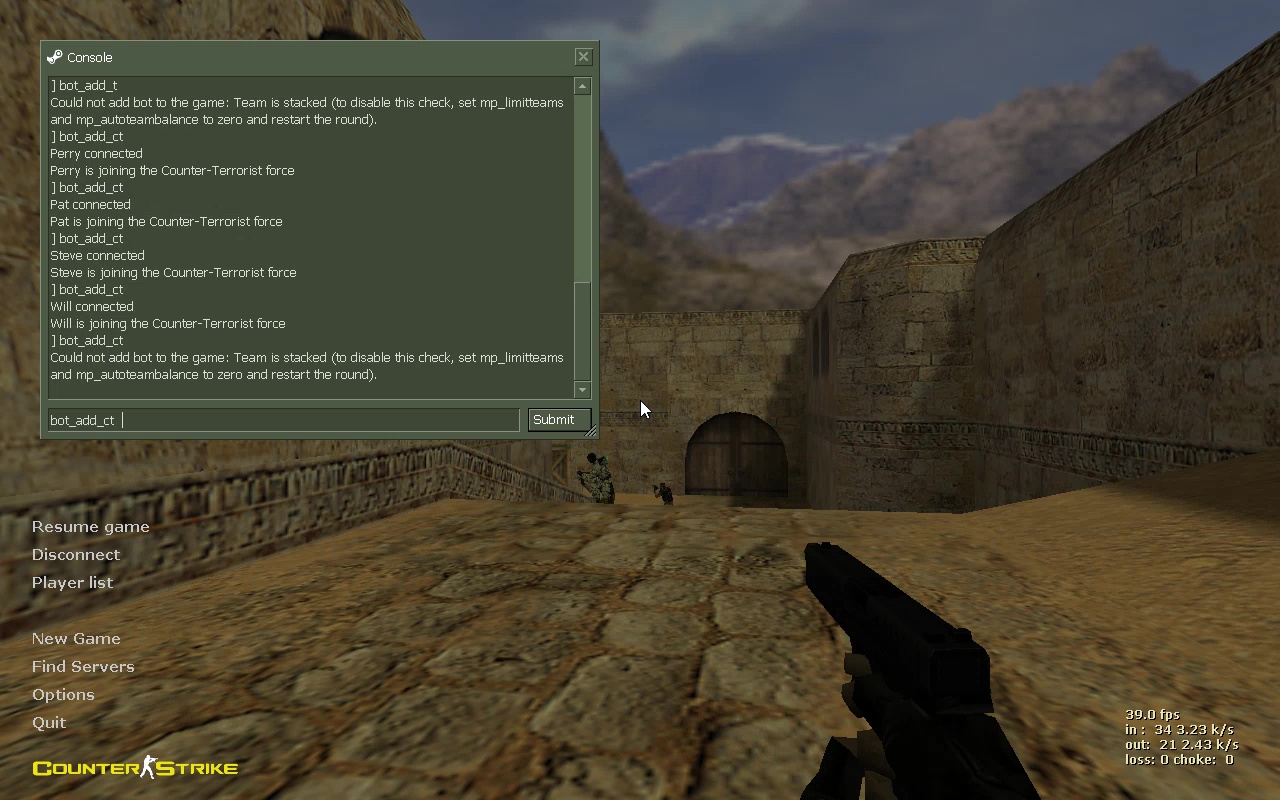 Console
] bot_add_t
Could not add bot to the game: Team is stacked (to disable this check, set mp_limitteams
and mp_autoteambalance to zero and restart the round).
] bot_add_ct
Perry connected
Perry is joining the Counter-Terrorist force
] bot_add_ct
Pat connected
Pat is joining the Counter-Terrorist force
] bot_add_ct
Steve connected
Steve is joining the Counter-Terrorist force
] bot_add_ct
Will connected
Will is joining the Counter-Terrorist force
] bot_add_ct
Could not add bot to the game: Team is stacked (to disable this check, set mp_limitteams
and mp_autoteambalance to zero and restart the round).
bot_add_ct
Submit
Resume game
Disconnect
Player list
New Game
Find Servers
Options
Quit
COUNTER STRIKE
39.0 fps
in : 34 3.23 k/s
out: 21 2.43 k/s
loss: 0 choke: 0